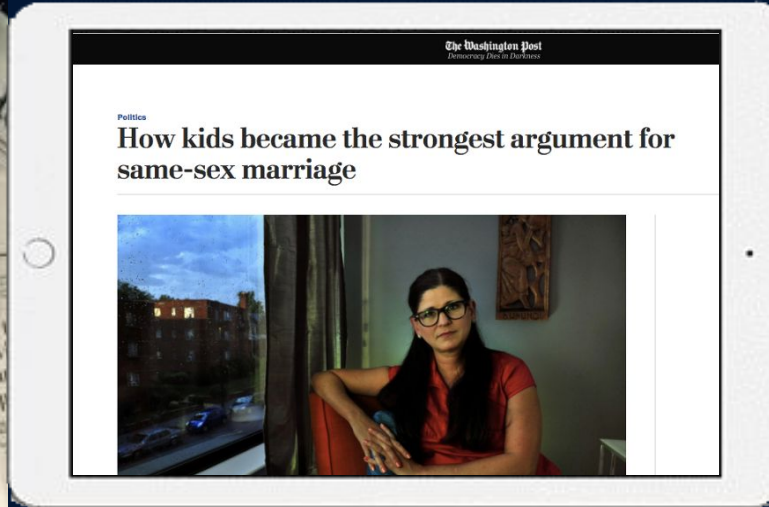 The Washington Post
Democracy Dies in Darkness
Politics
How kids became the strongest argument for
same-sex marriage